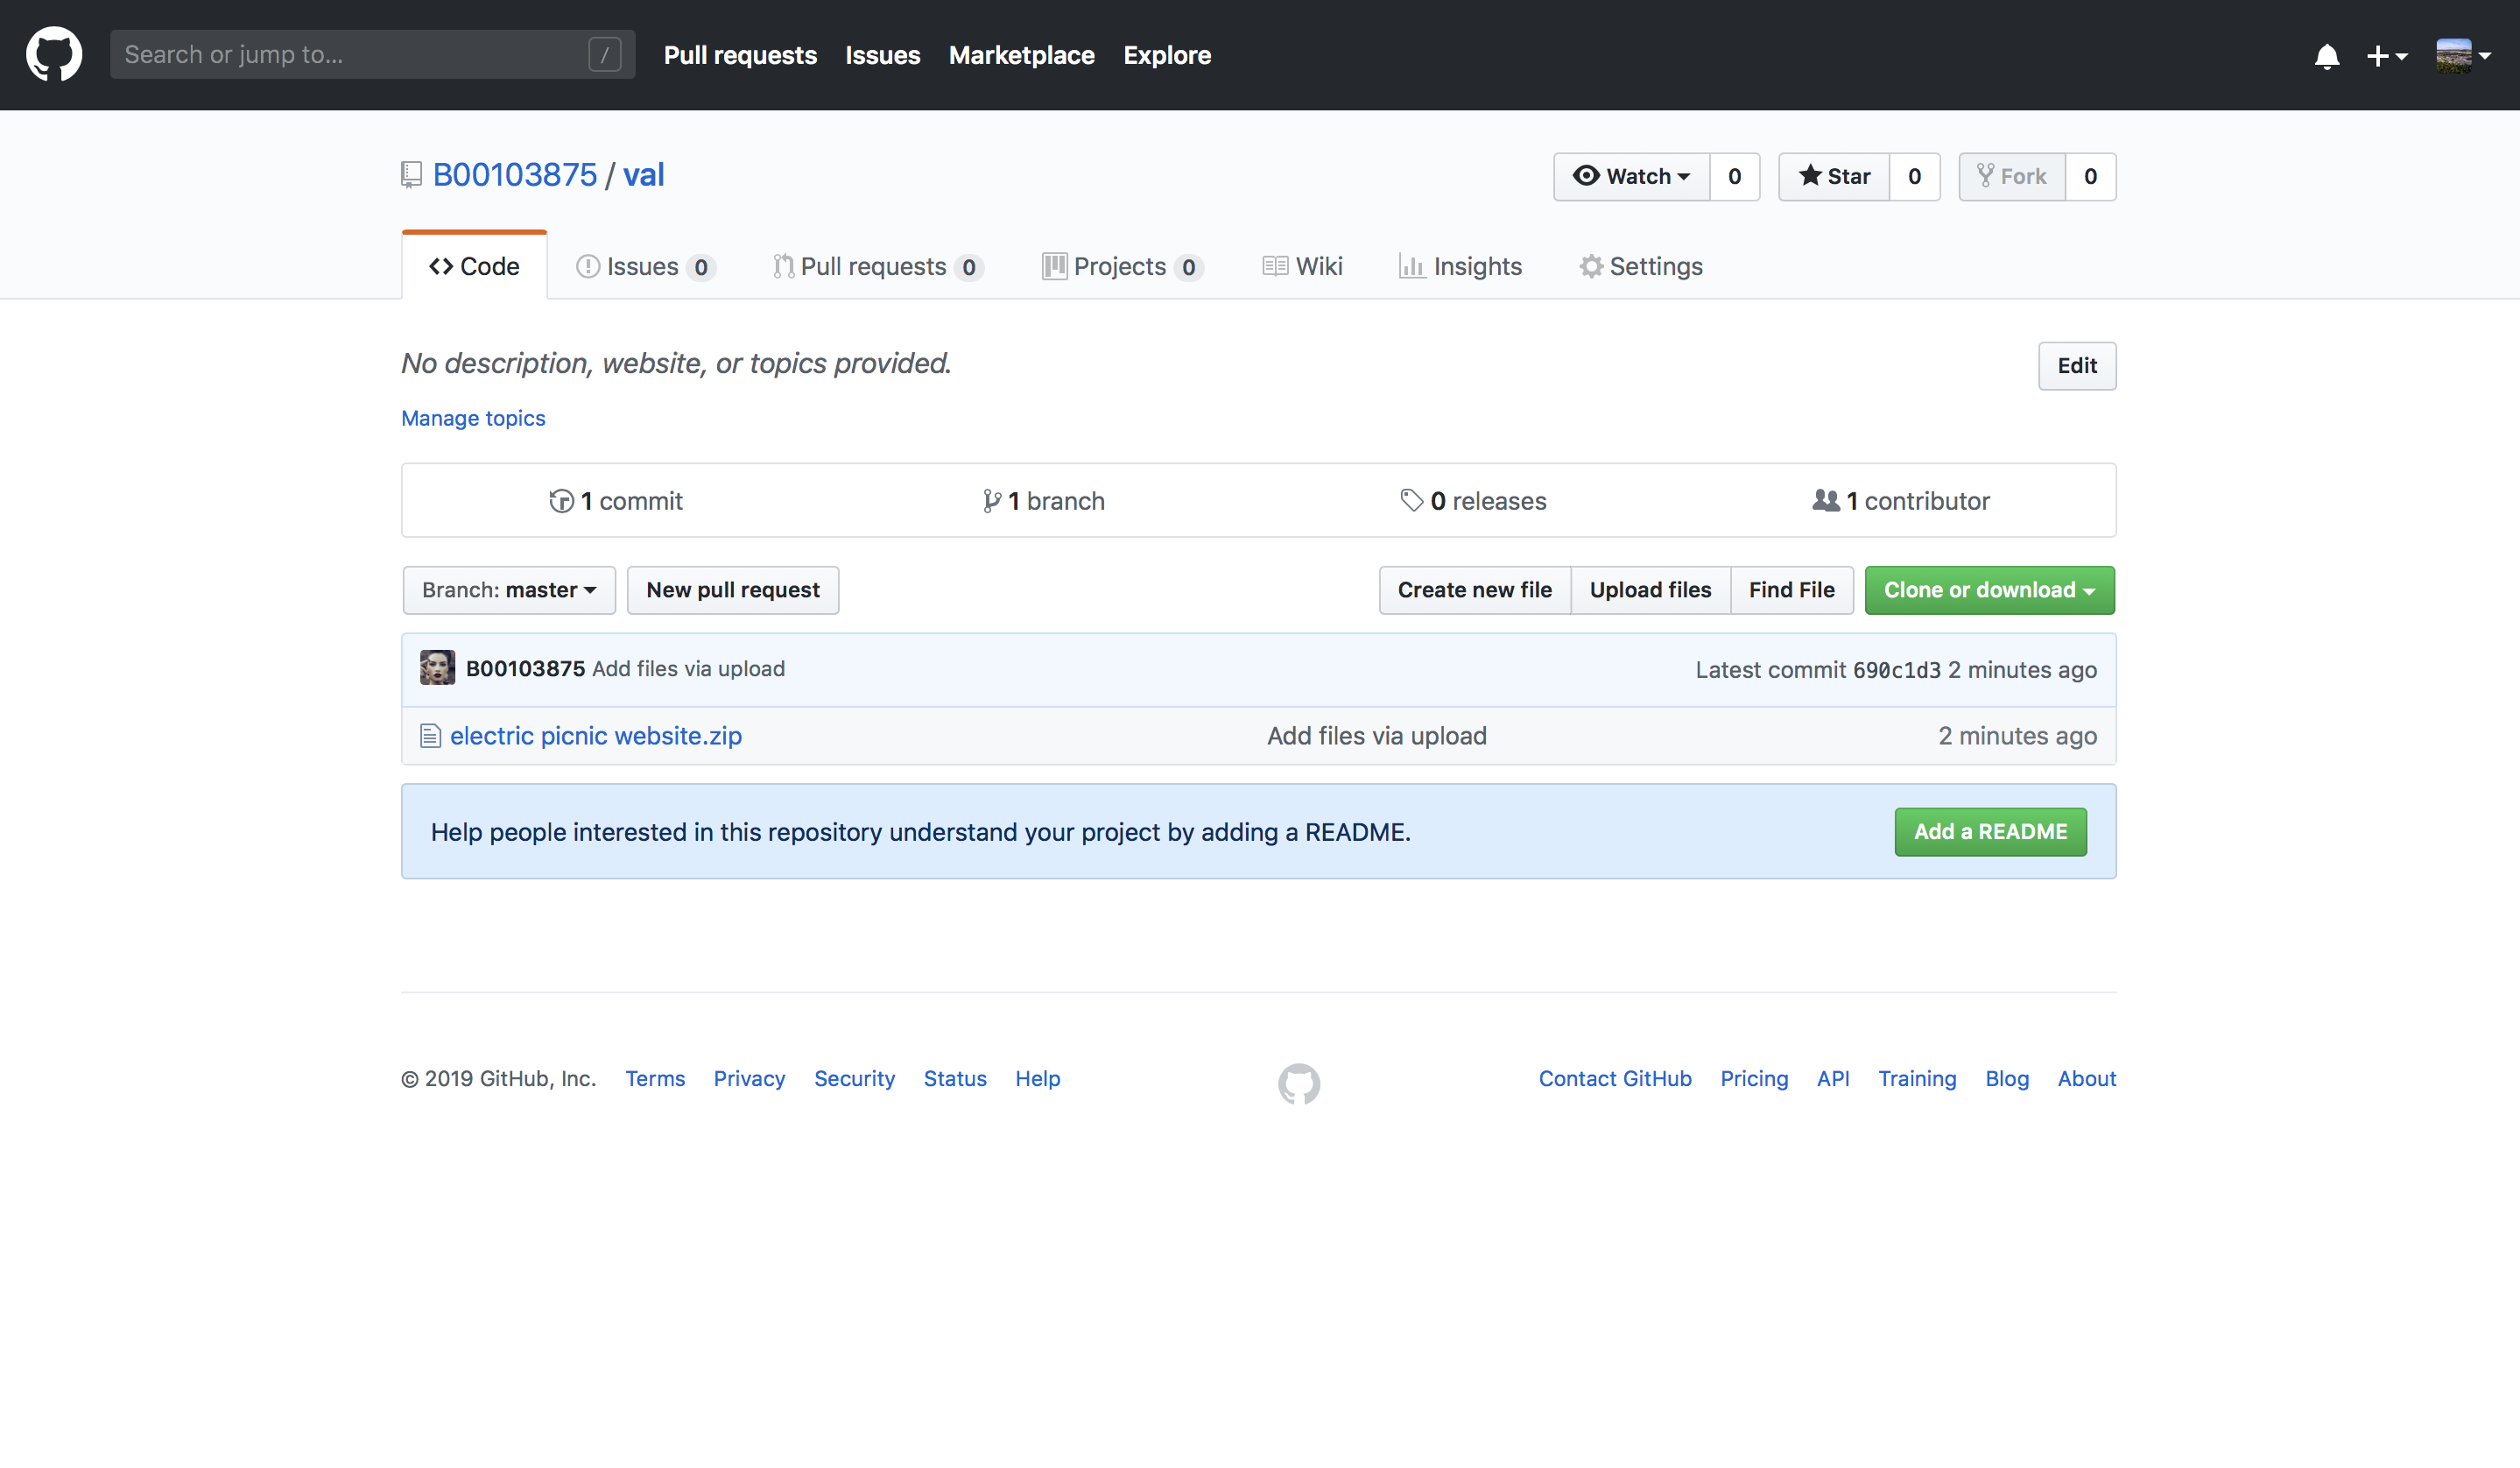 Search or jump to... /
Pull requests Issues Marketplace Explore
B00103875 / val
Watch 0 Star 0 Fork 0
Code Issues 0 Pull requests 0 Projects 0 Wiki Insights Settings
No description, website, or topics provided.
Edit
Manage topics
1 commit 1 branch 0 releases 1 contributor
Branch: master New pull request Create new file Upload files Find File Clone or download
B00103875 Add files via upload Latest commit 690c1d3 2 minutes ago
electric picnic website.zip Add files via upload 2 minutes ago
Help people interested in this repository understand your project by adding a README. Add a README
© 2019 GitHub, Inc. Terms Privacy Security Status Help Contact GitHub Pricing API Training Blog About